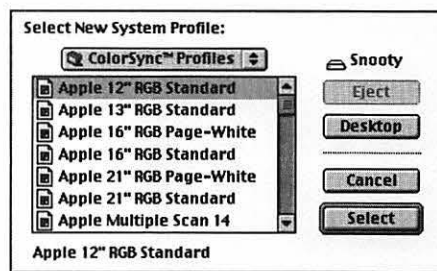 Select New System Profile:
ColorSync™ Profiles
Snooty
Apple 12" RGB Standard
Apple 13" RGB Standard
Apple 16" RGB Page-White
Apple 16" RGB Standard
Apple 21" RGB Page-White
Apple 21" RGB Standard
Apple Multiple Scan 14
Eject
Desktop
Cancel
Select
Apple 12" RGB Standard